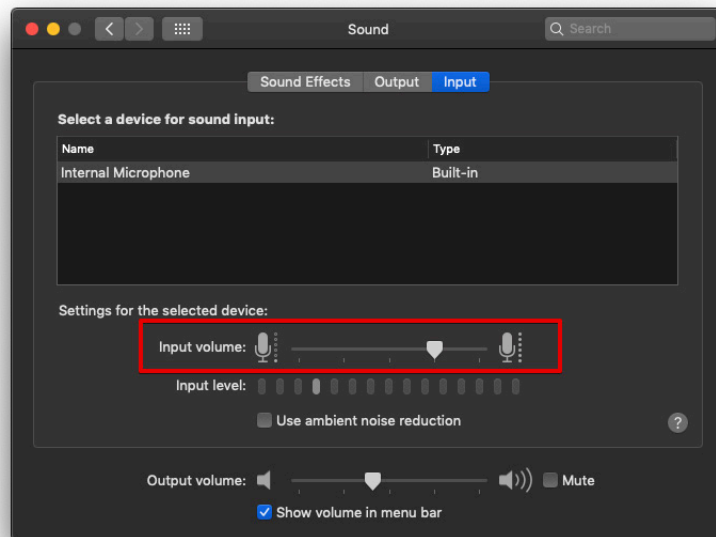 Sound
Search
Sound Effects Output Input
Select a device for sound input:
Name Type
Internal Microphone Built-in
Settings for the selected device:
Input volume:
Input level:
Use ambient noise reduction
?
Output volume: Mute
Show volume in menu bar